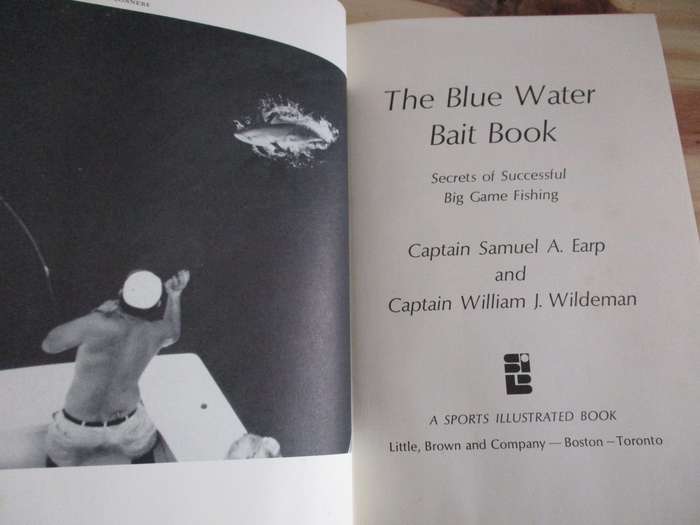 The Blue Water
Bait Book
Secrets of Successful
Big Game Fishing
Captain Samuel A. Earp
and
Captain William J. Wildeman
A SPORTS ILLUSTRATED BOOK
Little, Brown and Company — Boston – Toronto